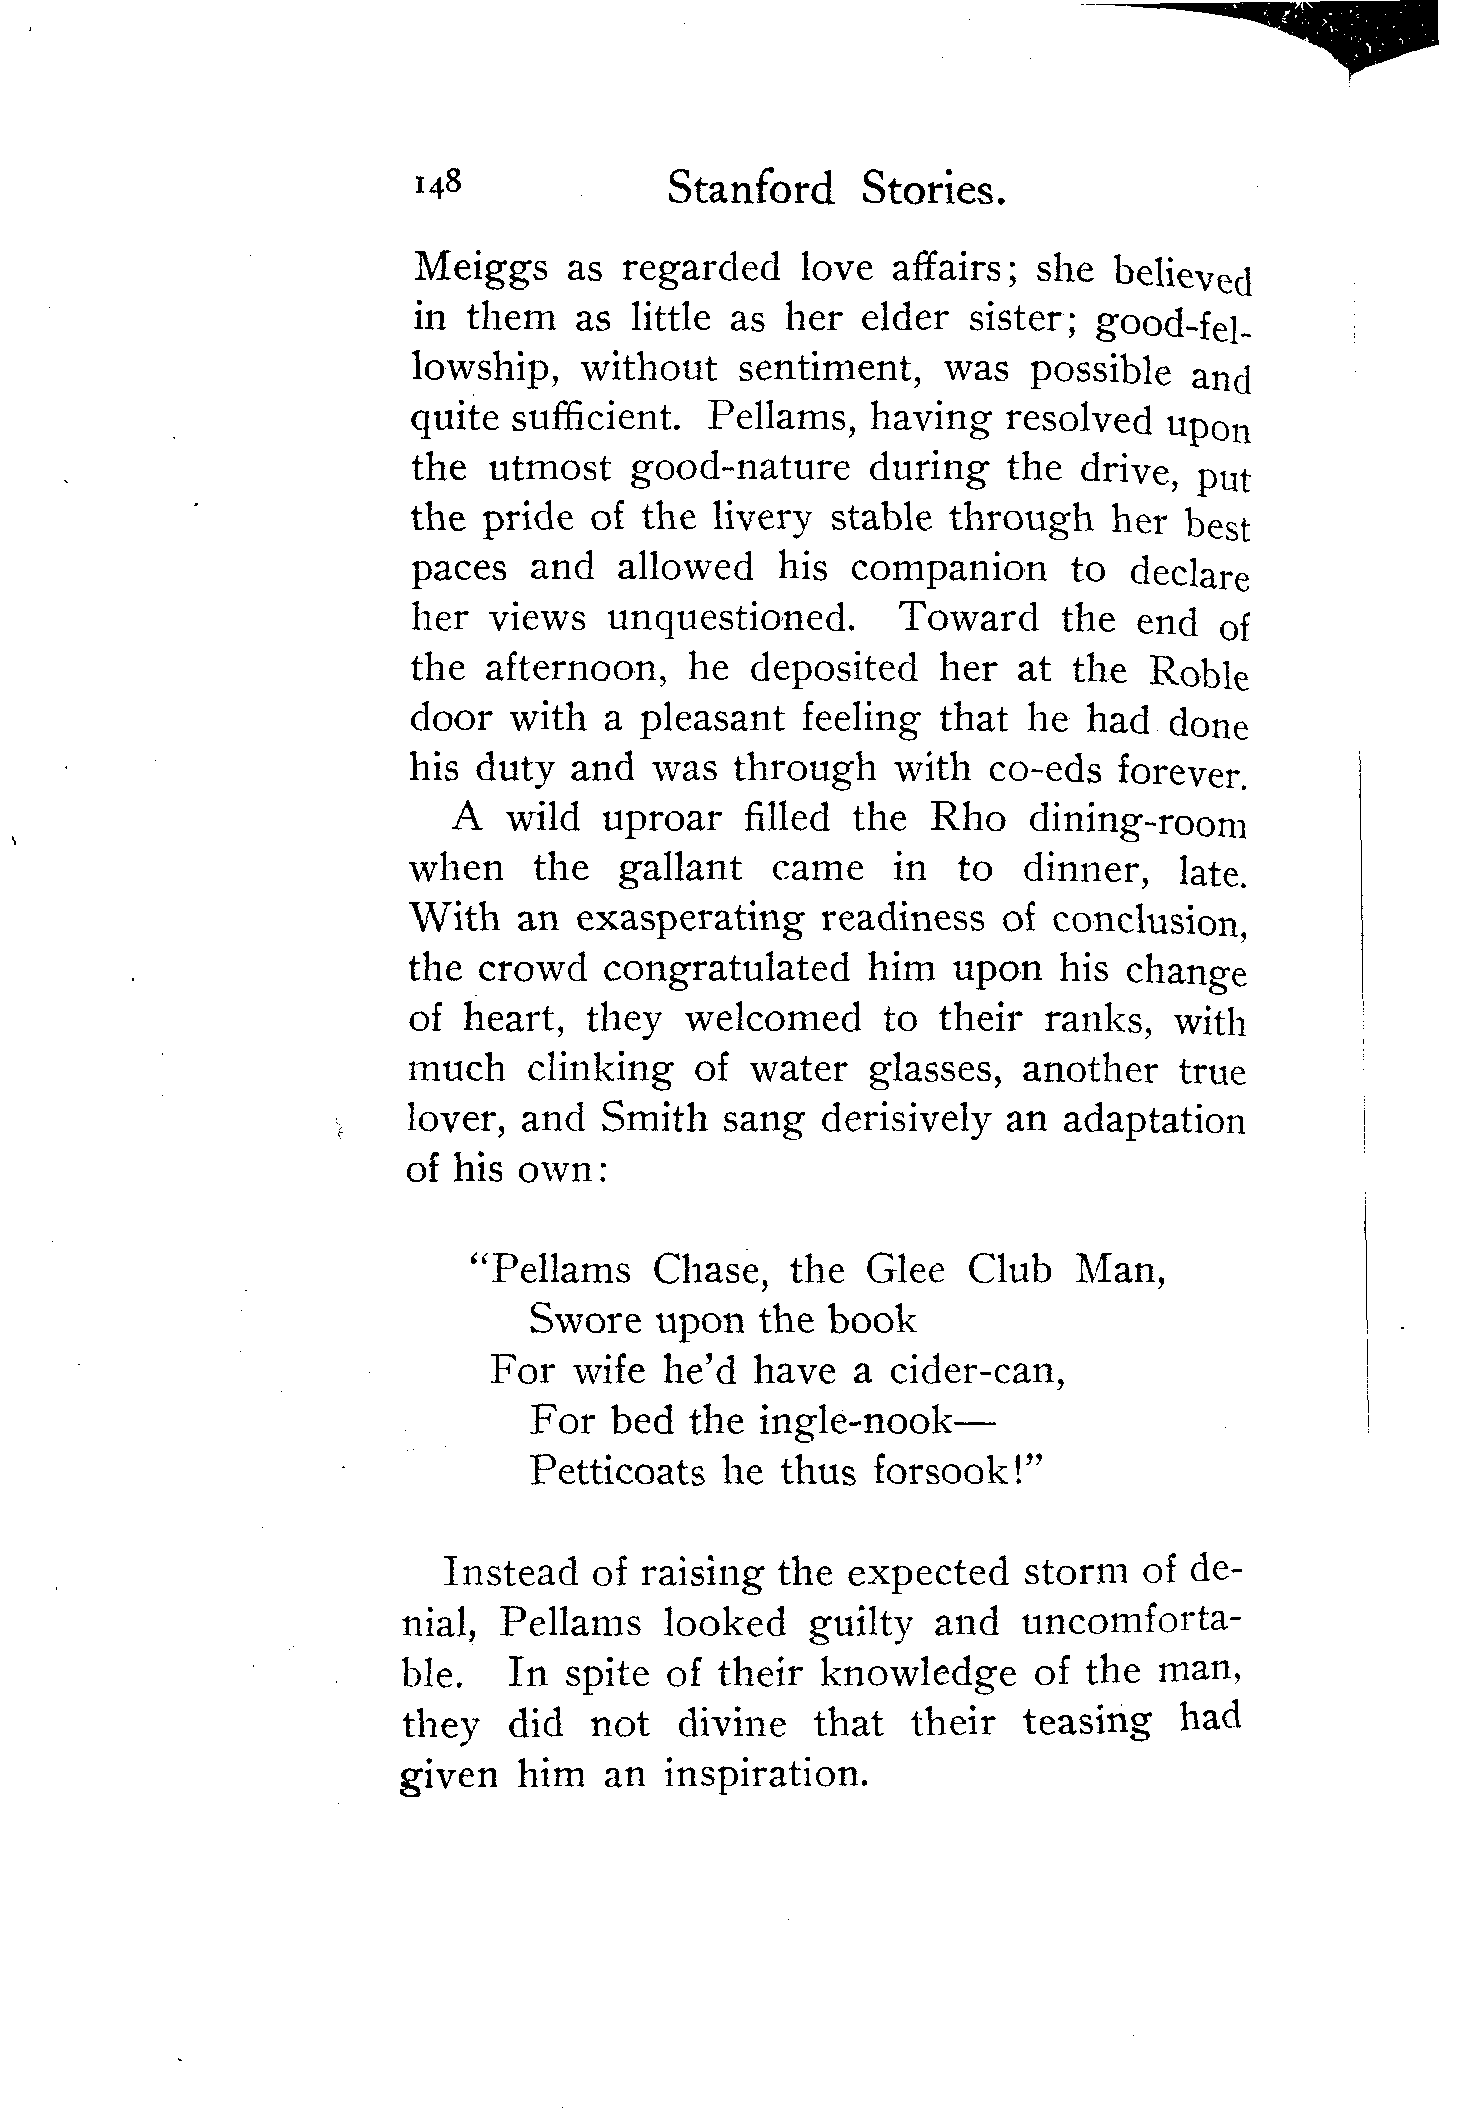 148 Stanford Stories.
Meiggs as regarded love affairs; she believed
in them as little as her elder sister; good-fel-
lowship, without sentiment, was possible and
quite sufficient. Pellams, having resolved upon
the utmost good-nature during the drive, put
the pride of the livery stable through her best
paces and allowed his companion to declare
her views unquestioned. Toward the end of
the afternoon, he deposited her at the Roble
door with a pleasant feeling that he had done
his duty and was through with co-eds forever.
A wild uproar filled the Rho dining-room
when the gallant came in to dinner, late.
With an exasperating readiness of conclusion,
the crowd congratulated him upon his change
of heart, they welcomed to their ranks, with
much clinking of water glasses, another true
lover, and Smith sang derisively an adaptation
of his own:
"Pellams Chase, the Glee Club Man,
Swore upon the book
For wife he'd have a cider-can,
For bed the ingle-nook—
Petticoats he thus forsook!"
Instead of raising the expected storm of de-
nial, Pellams looked guilty and uncomforta-
ble. In spite of their knowledge of the man,
they did not divine that their teasing had
given him an inspiration.